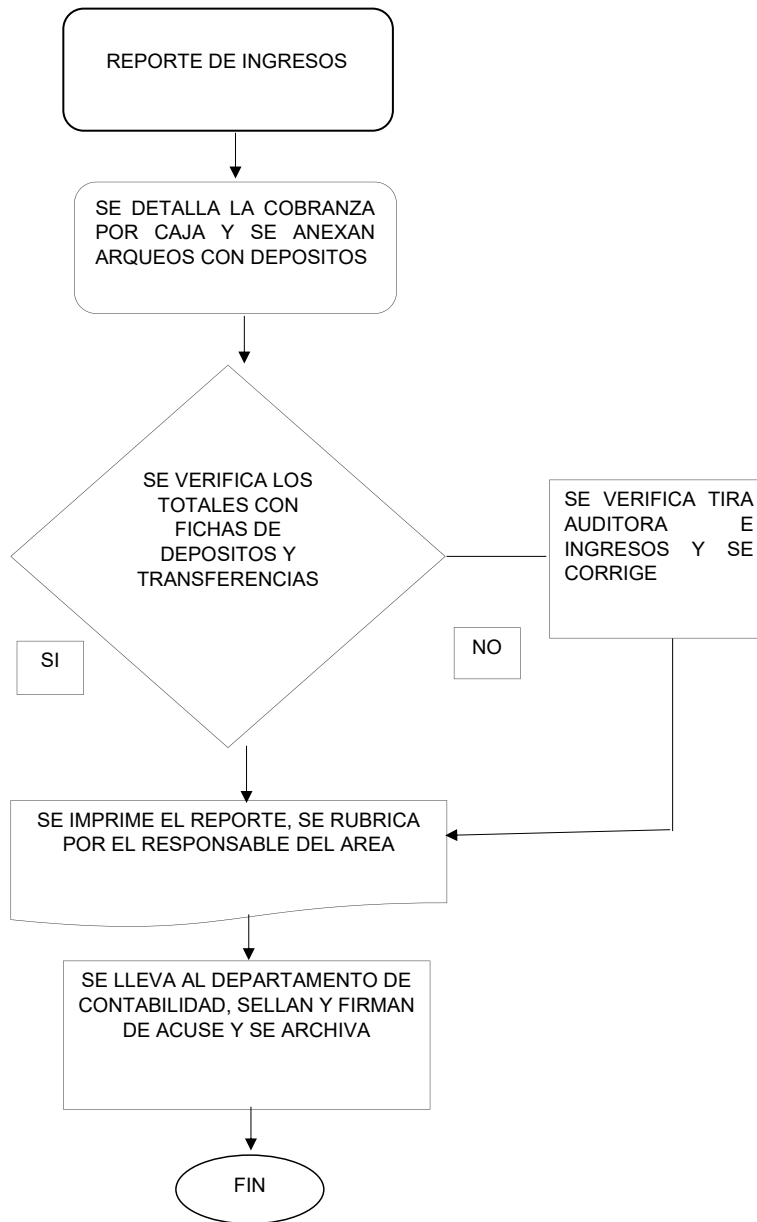 REPORTE DE INGRESOS
SE DETALLA LA COBRANZA
POR CAJA Y SE ANEXAN
ARQUEOS CON DEPOSITOS
SE VERIFICA LOS
TOTALES CON
FICHAS DE
DEPOSITOS Y
TRANSFERENCIAS
SE VERIFICA TIRA
AUDITORA E
INGRESOS Y SE
CORRIGE
SI
NO
SE IMPRIME EL REPORTE, SE RUBRICA
POR EL RESPONSABLE DEL AREA
SE LLEVA AL DEPARTAMENTO DE
CONTABILIDAD, SELLAN Y FIRMAN
DE ACUSE Y SE ARCHIVA
FIN